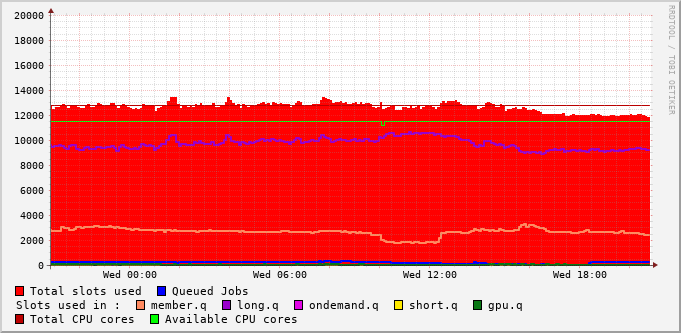 20000
18000
16000
14000
12000
10000
8000
6000
4000
2000
0
Wed 00:00 Wed 06:00 Wed 12:00 Wed 18:00
RRDTOOL / TOBI OETIKER
Total slots used Queued Jobs
Slots used in : member.q long.q ondemand.q short.q gpu.q
Total CPU cores Available CPU cores